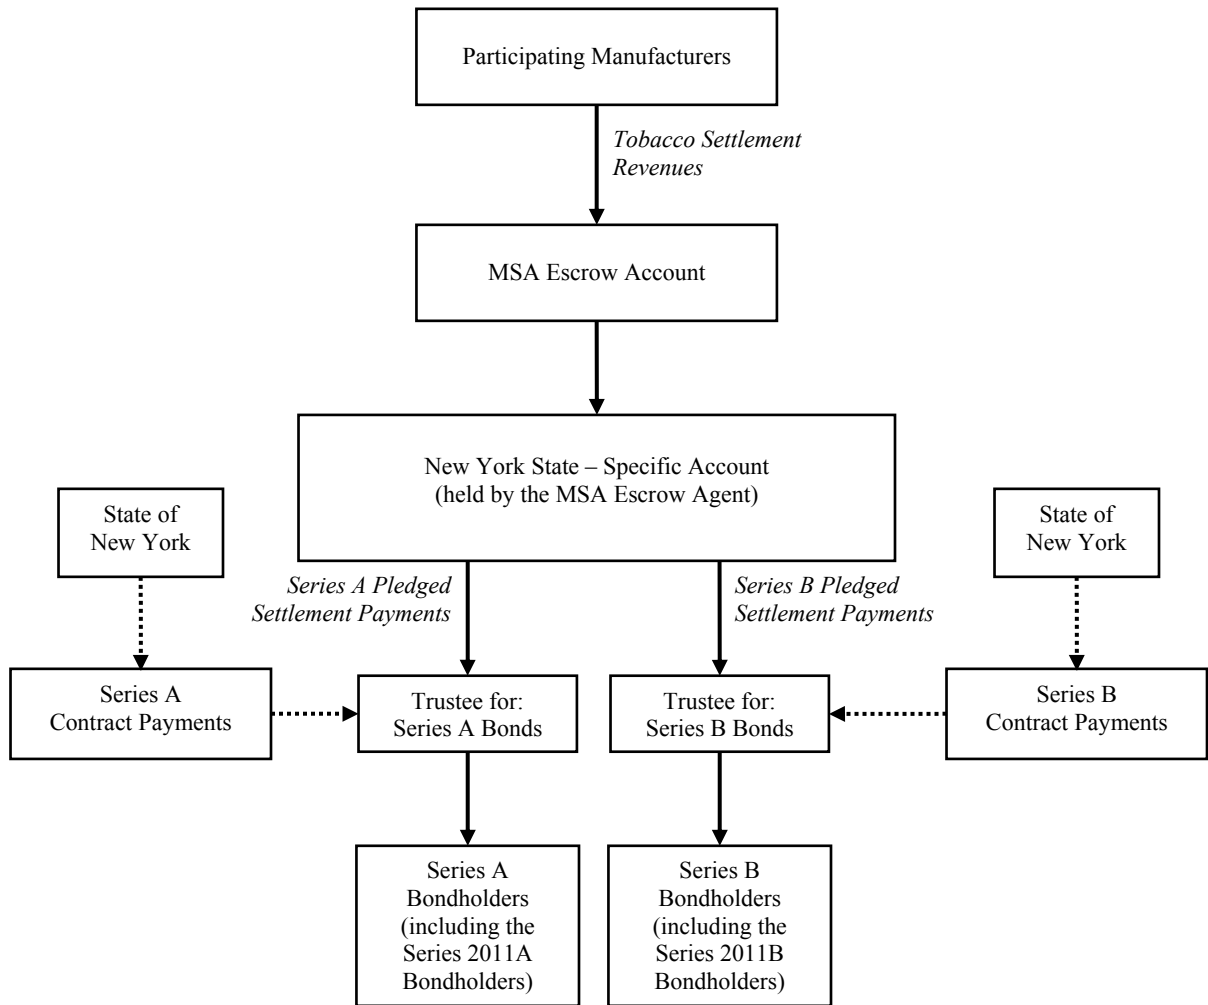 Participating Manufacturers
Tobacco Settlement
Revenues
MSA Escrow Account
New York State – Specific Account
(held by the MSA Escrow Agent)
State of
New York
State of
New York
Series A Pledged
Settlement Payments
Series B Pledged
Settlement Payments
Series A
Contract Payments
Trustee for:
Series A Bonds
Trustee for:
Series B Bonds
Series B
Contract Payments
Series A
Bondholders
(including the
Series 2011A
Bondholders)
Series B
Bondholders
(including the
Series 2011B
Bondholders)